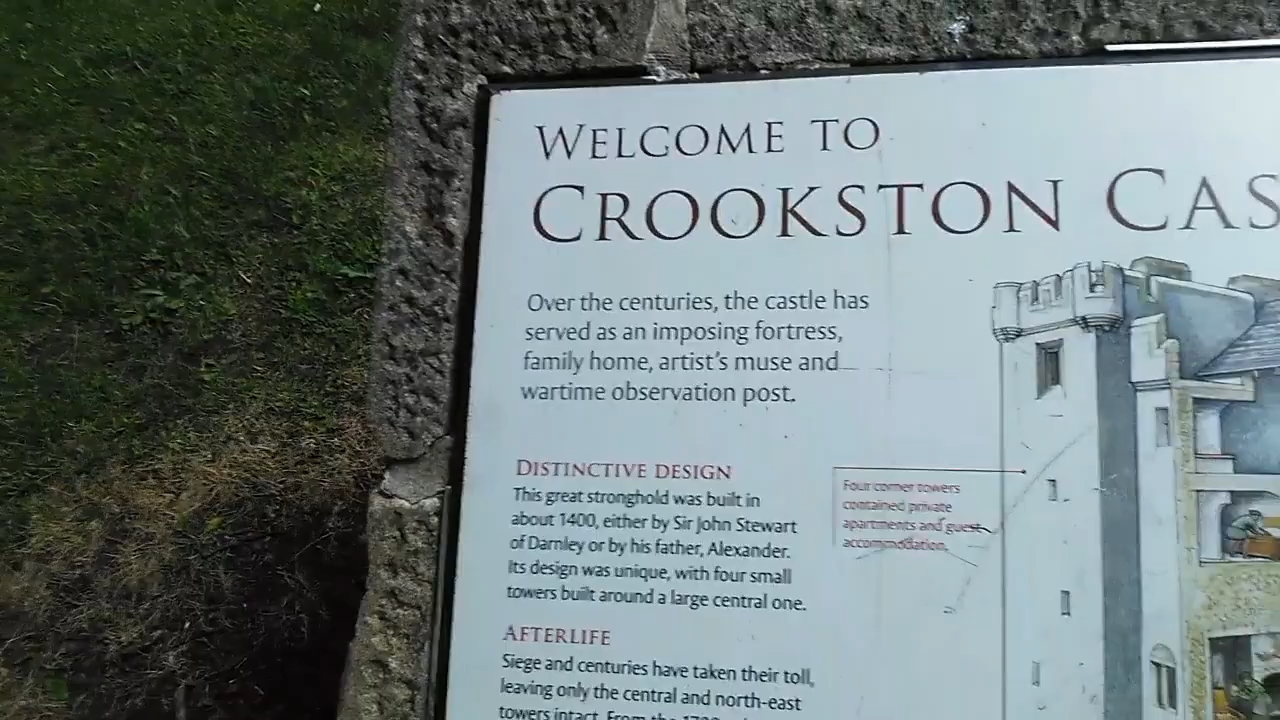 WELCOME TO
CROOKSTON CAS
Over the centuries, the castle has
served as an imposing fortress,
family home, artist's muse and
wartime observation post.
DISTINCTIVE DESIGN
This great stronghold was built in
about 1400, either by Sir John Stewart
of Darnley or by his father, Alexander.
Its design was unique, with four small
towers built around a large central one.
Four corner towers
contained private
apartments and guest
accommodation.
AFTERLIFE
Siege and centuries have taken their toll,
leaving only the central and north-east
towers intact. From the